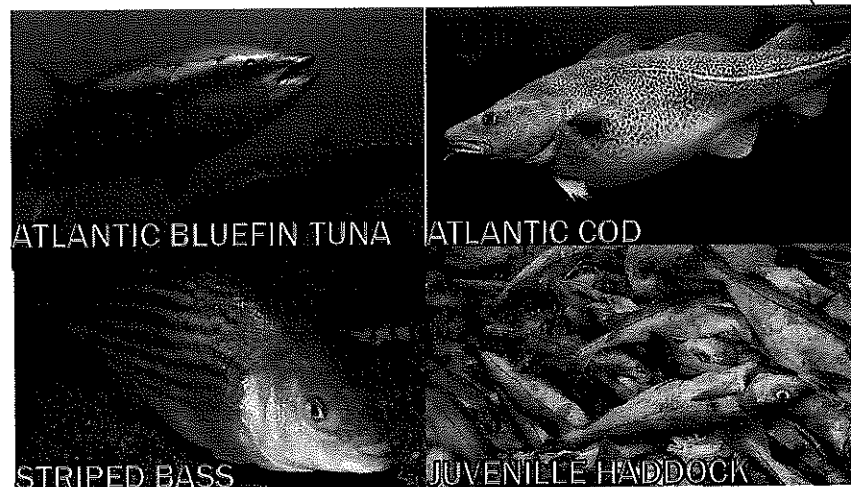 ATLANTIC BLUEFIN TUNA
ATLANTIC COD
STRIPED BASS
JUVENILLE HADDOCK